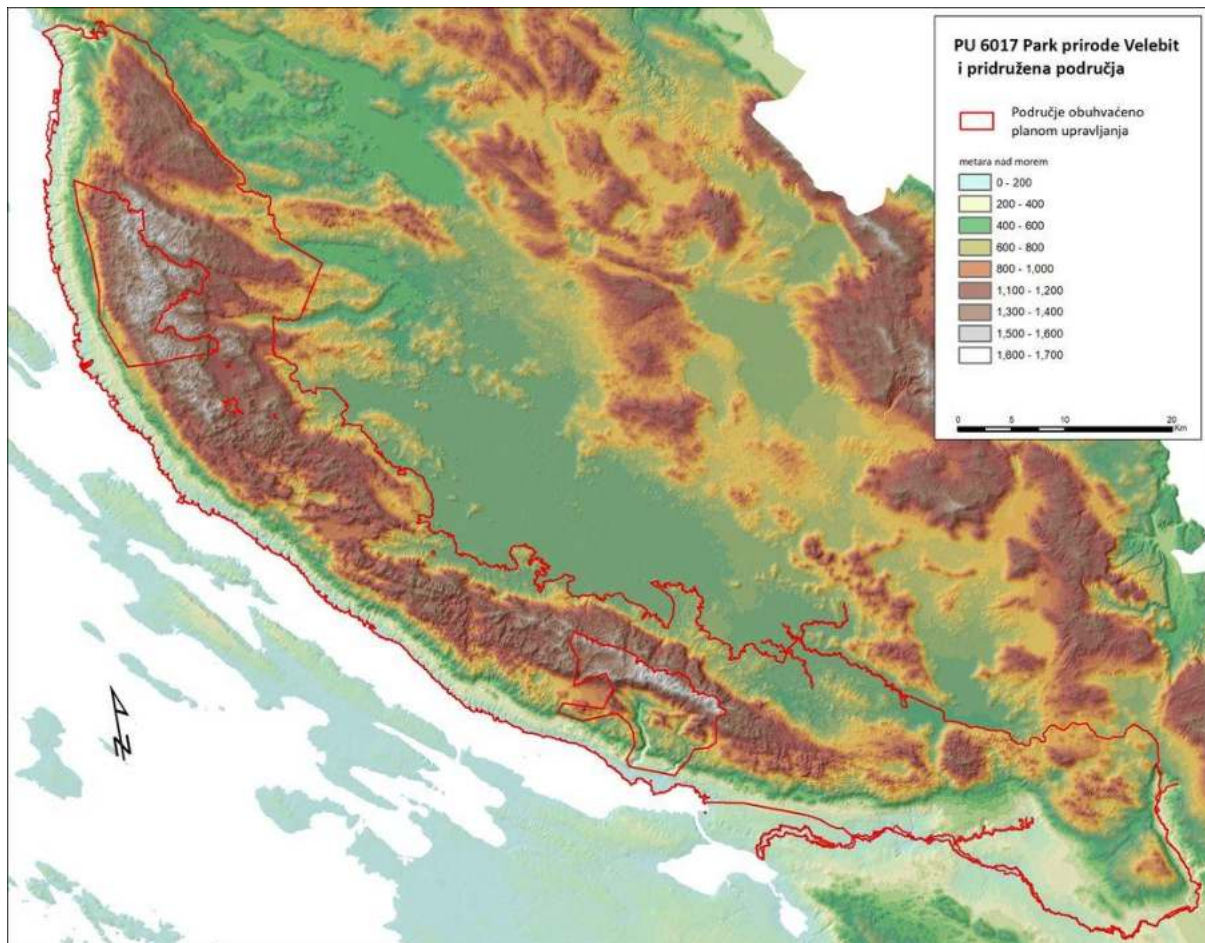 PU 6017 Park prirode Velebit
i pridružena područja
Područje obuhvaćeno
planom upravljanja
metara nad morem
0 - 200
200 - 400
400 - 600
600 - 800
800 - 1,000
1,100 - 1,200
1,300 - 1,400
1,500 - 1,600
1,600 - 1,700
0 5 10 20
Km
N